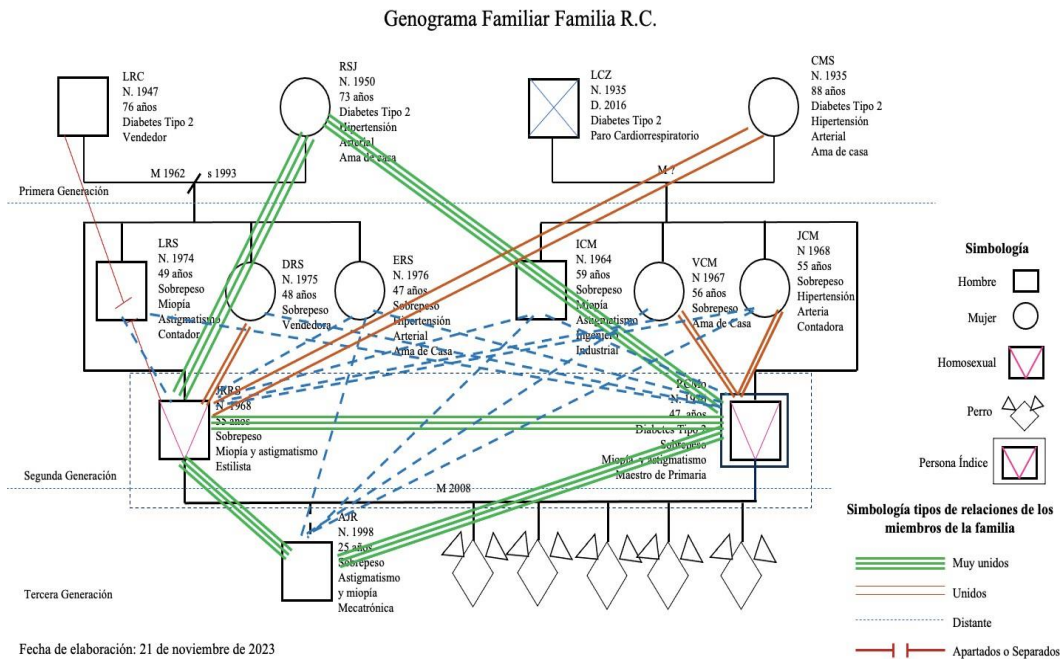 Genograma Familiar Familia R.C.
LRC
N. 1947
76 años
Diabetes Tipo 2
Vendedor
RSJ
N. 1950
73 años
Diabetes Tipo 2
Hipertensión
Arterial
Ama de casa
LCZ
N. 1935
D. 2016
Diabetes Tipo 2
Paro Cardiorrespiratorio
CMS
N. 1935
88 años
Diabetes Tipo 2
Hipertensión
Arterial
Ama de casa
M 1962
s 1993
M ?
Primera Generación
LRS
N. 1974
49 años
Sobrepeso
Miopía
Astigmatismo
Contador
DRS
N. 1975
48 años
Sobrepeso
Vendedora
ERS
N. 1976
47 años
Sobrepeso
Hipertensión
Arterial
Ama de Casa
ICM
N. 1964
59 años
Sobrepeso
Miopía
Astigmatismo
Ingeniero
Industrial
VCM
N 1967
56 años
Sobrepeso
Ama de Casa
JCM
N 1968
55 años
Sobrepeso
Hipertensión
Arteria
Contadora
N. 1968
55 años
Sobrepeso
Miopía y astigmatismo
Estilista
47 años
Diabetes Tipo 2
Sobrepeso
Miopía y astigmatismo
Maestro de Primaria
Segunda Generación
M 2008
AJR
N. 1998
25 años
Sobrepeso
Astigmatismo
y miopía
Mecatrónica
Tercera Generación
Fecha de elaboración: 21 de noviembre de 2023
Simbología
Hombre
Mujer
Homosexual
Perro
Persona Índice
Simbología tipos de relaciones de los
miembros de la familia
Muy unidos
Unidos
Distante
Apartados o Separados